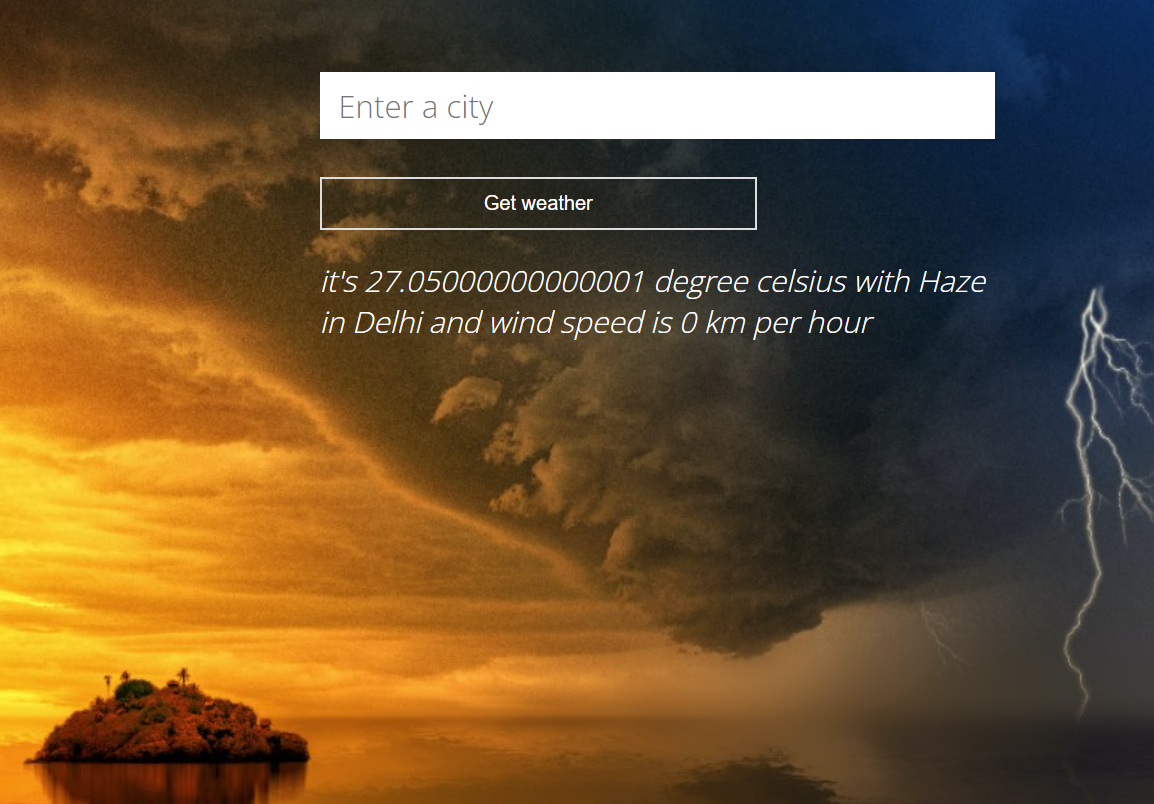 Enter a city
Get weather
it's 27.05000000000001 degree celsius with Haze
in Delhi and wind speed is 0 km per hour